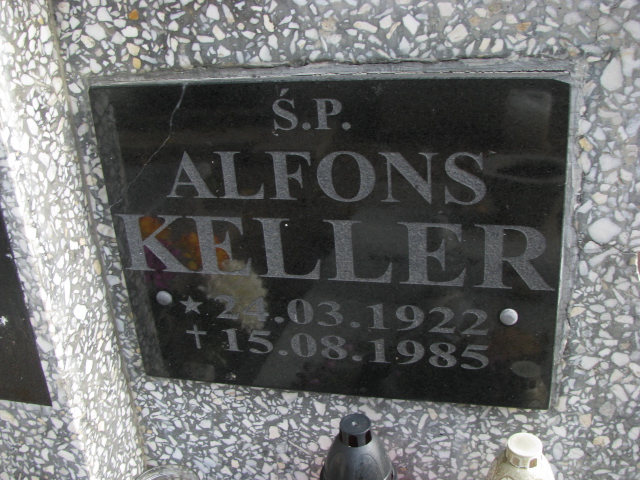 Ś.P.
ALFONS
KELLER
★ 24.03.1922
✝ 15.08.1985